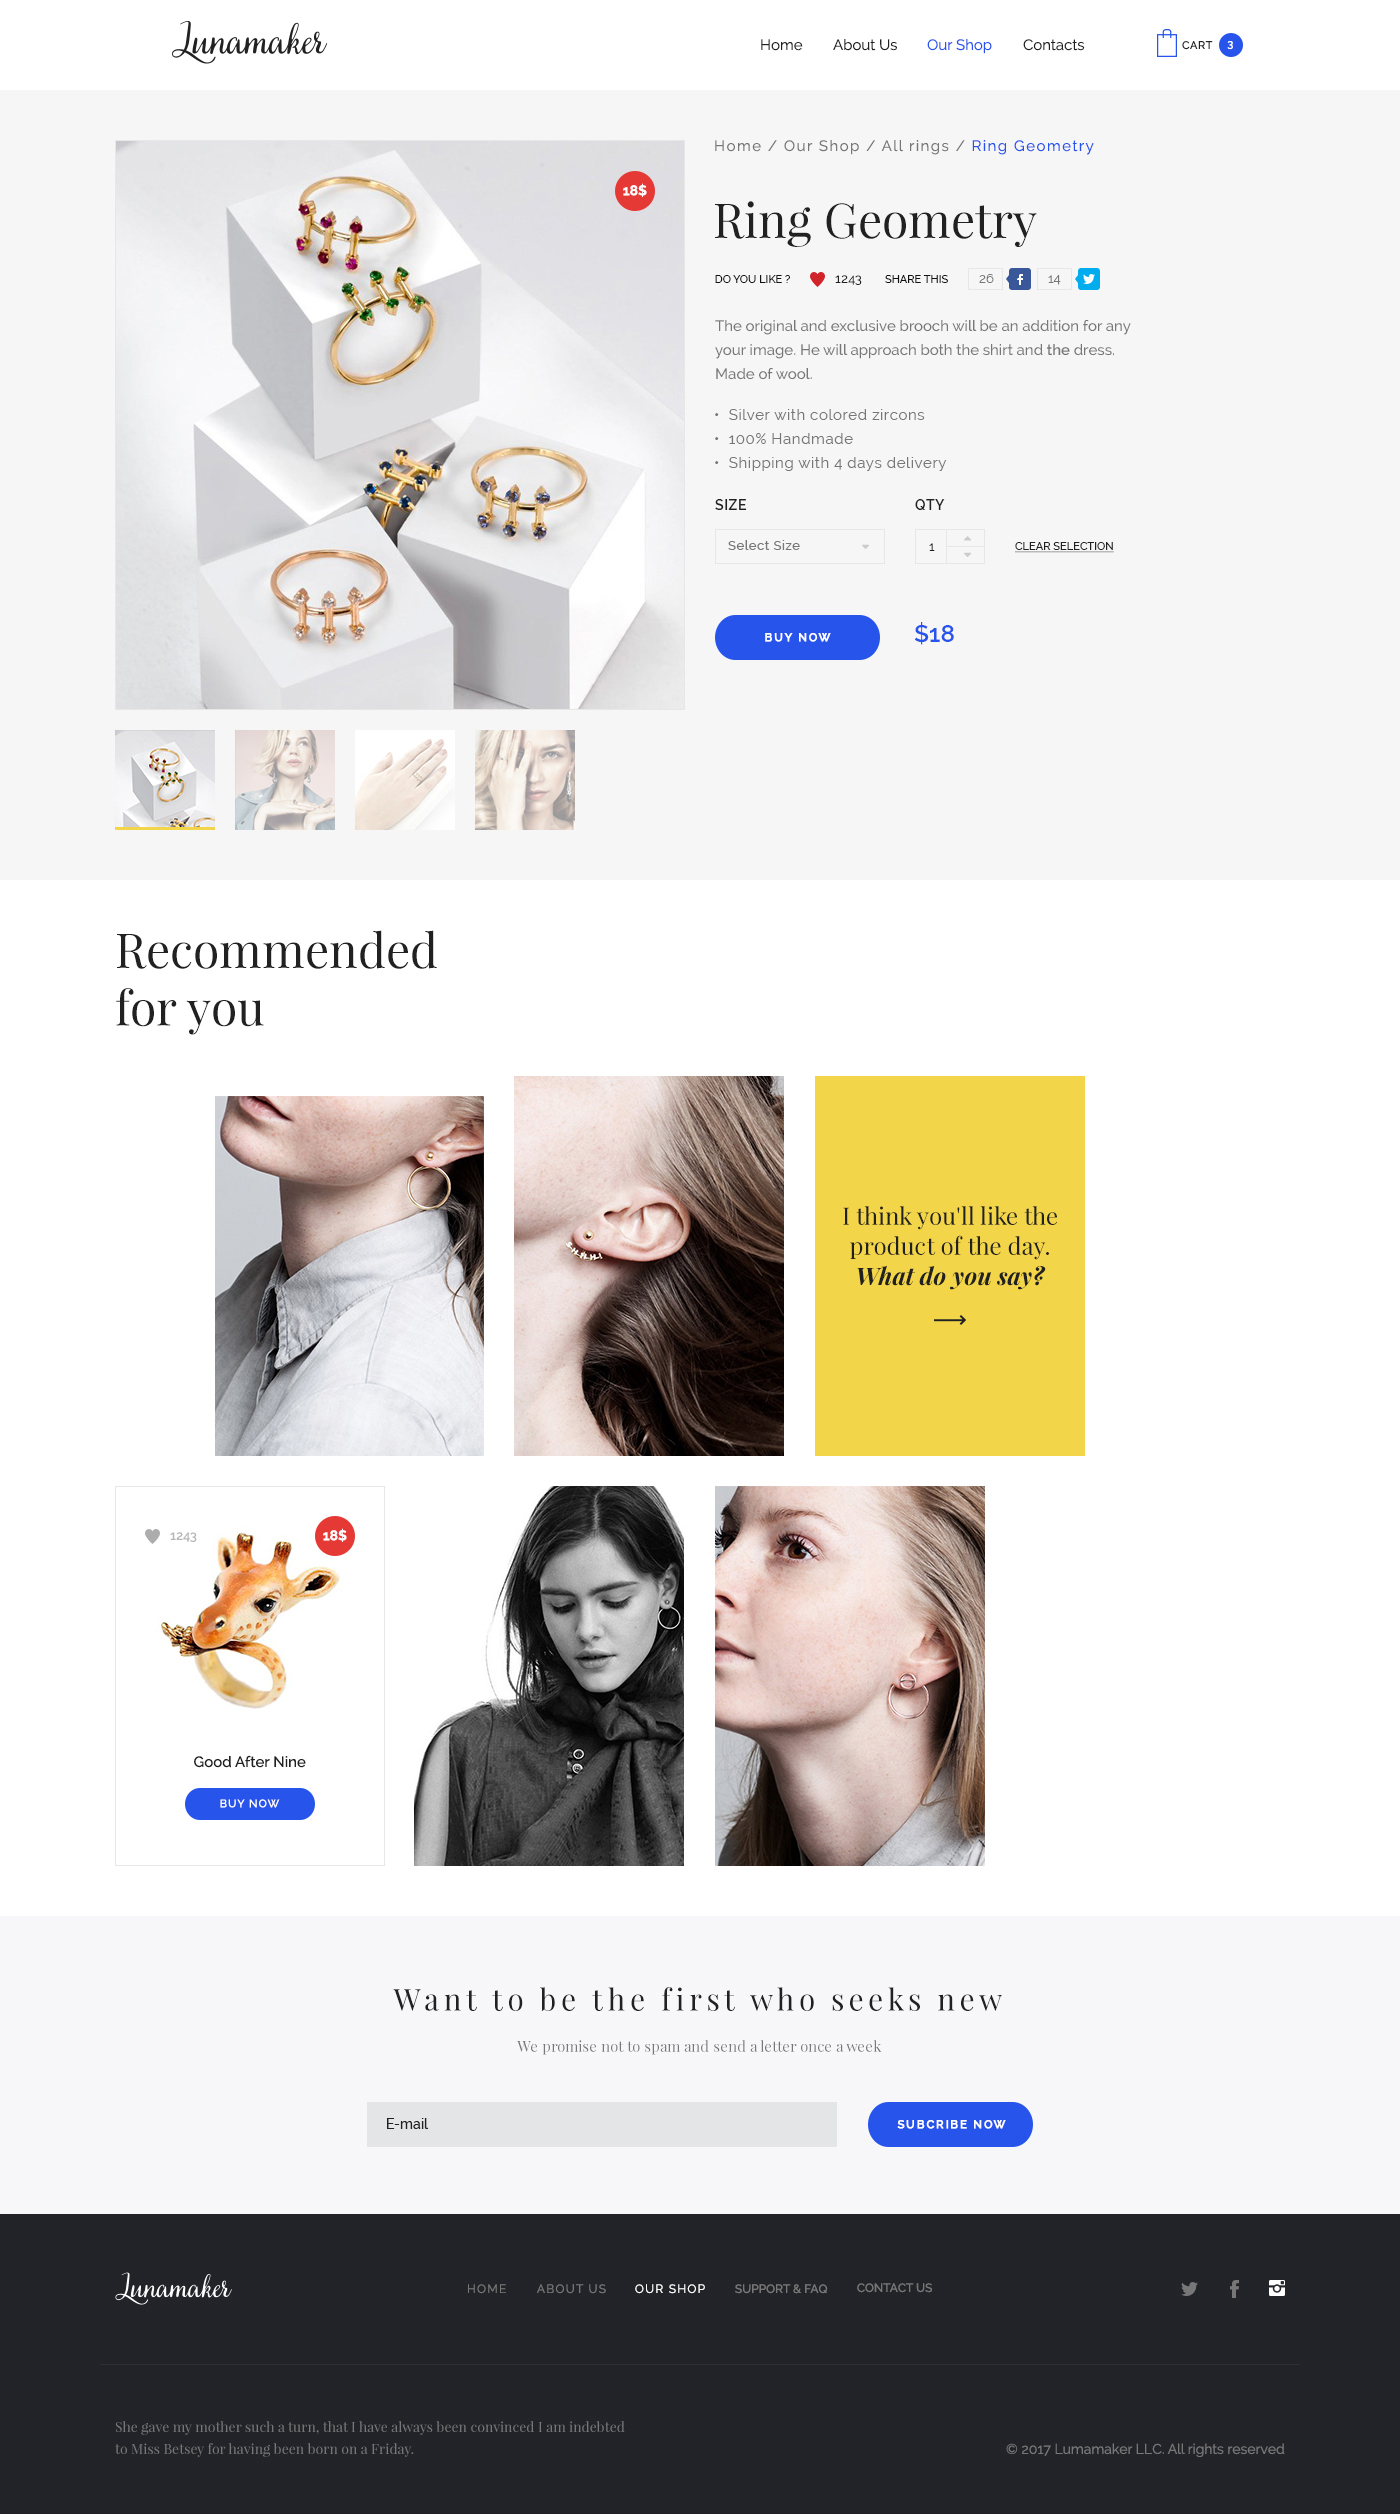 Lunamaker
Home About Us Our Shop Contacts CART 3
18$
Home / Our Shop / All rings / Ring Geometry
Ring Geometry
DO YOU LIKE ? 1243 SHARE THIS 26 14
The original and exclusive brooch will be an addition for any
your image. He will approach both the shirt and the dress.
Made of wool.
• Silver with colored zircons
• 100% Handmade
• Shipping with 4 days delivery
SIZE QTY
Select Size 1 CLEAR SELECTION
BUY NOW $18
Recommended
for you
I think you'll like the
product of the day.
What do you say?
1243 18$
Good After Nine
BUY NOW
Want to be the first who seeks new
We promise not to spam and send a letter once a week
E-mail SUBCRIBE NOW
Lunamaker HOME ABOUT US OUR SHOP SUPPORT & FAQ CONTACT US
She gave my mother such a turn, that I have always been convinced I am indebted
to Miss Betsey for having been born on a Friday.
© 2017 Lumamaker LLC. All rights reserved